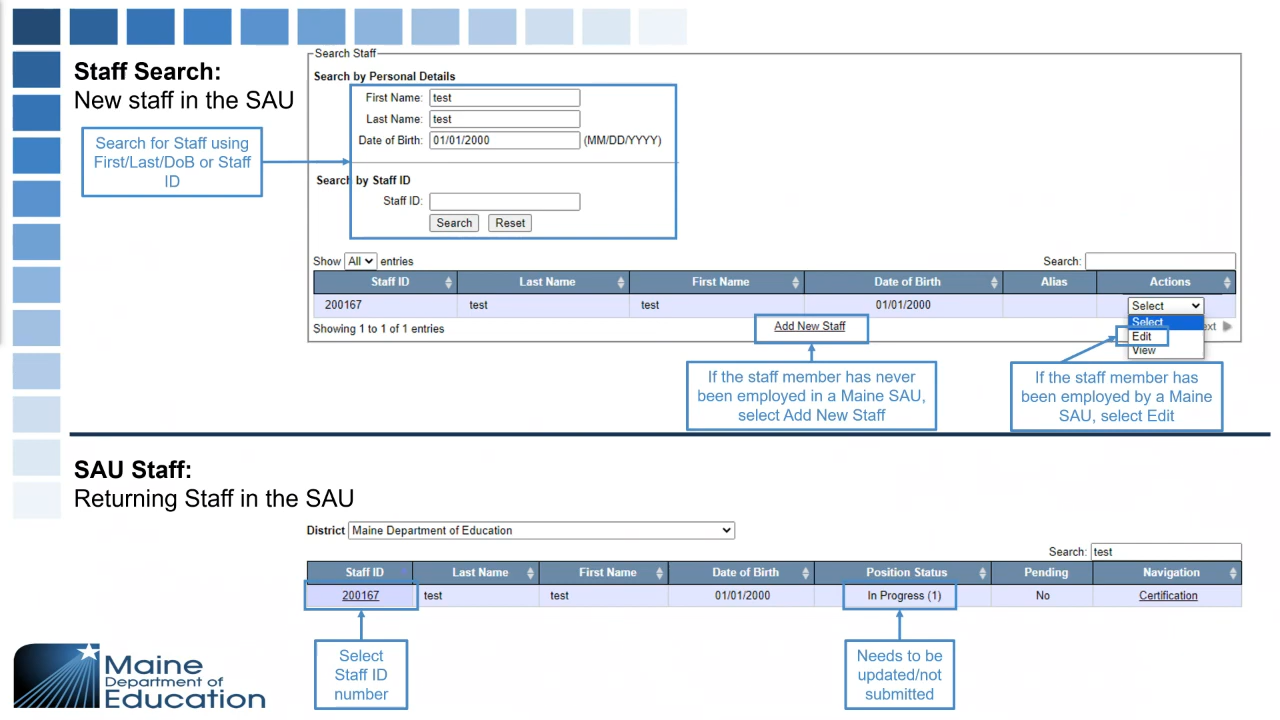 Staff Search:
New staff in the SAU
Search for Staff using
First/Last/DoB or Staff
ID
Search Staff
Search by Personal Details
First Name: test
Last Name: test
Date of Birth: 01/01/2000 (MM/DD/YYYY)
Search by Staff ID
Staff ID:
Search Reset
Show All entries Search:
Staff ID Last Name First Name Date of Birth Alias Actions
200167 test test 01/01/2000 Select
Select
Edit
View
Showing 1 to 1 of 1 entries Add New Staff
If the staff member has never
been employed in a Maine SAU,
select Add New Staff
If the staff member has
been employed by a Maine
SAU, select Edit
SAU Staff:
Returning Staff in the SAU
District Maine Department of Education
Search: test
Staff ID Last Name First Name Date of Birth Position Status Pending Navigation
200167 test test 01/01/2000 In Progress (1) No Certification
Select
Staff ID
number
Needs to be
updated/not
submitted
Maine
Department of
Education